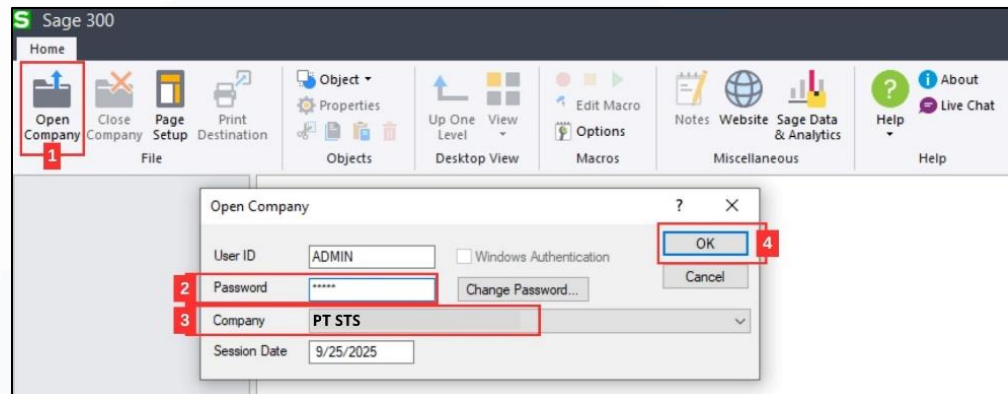 S Sage 300
Home
Open Company
Close Company
Page Setup
Print Destination
File
Object
Properties
Objects
Up One Level
View
Desktop View
Edit Macro
Options
Macros
Notes
Website
Sage Data & Analytics
Miscellaneous
Help
About
Live Chat
Help
1
Open Company ? ×
User ID ADMIN Windows Authentication OK 4
2 Password ***** Change Password... Cancel
3 Company PT STS
Session Date 9/25/2025